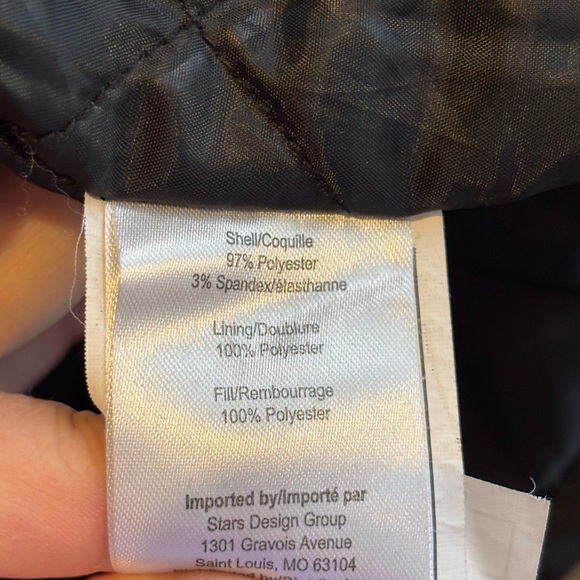 Shell/Coquille
97% Polyester
3% Spandex/élasthanne
Lining/Doublure
100% Polyester
Fill/Rembourrage
100% Polyester
Imported by/Importé par
Stars Design Group
1301 Gravois Avenue
Saint Louis, MO 63104